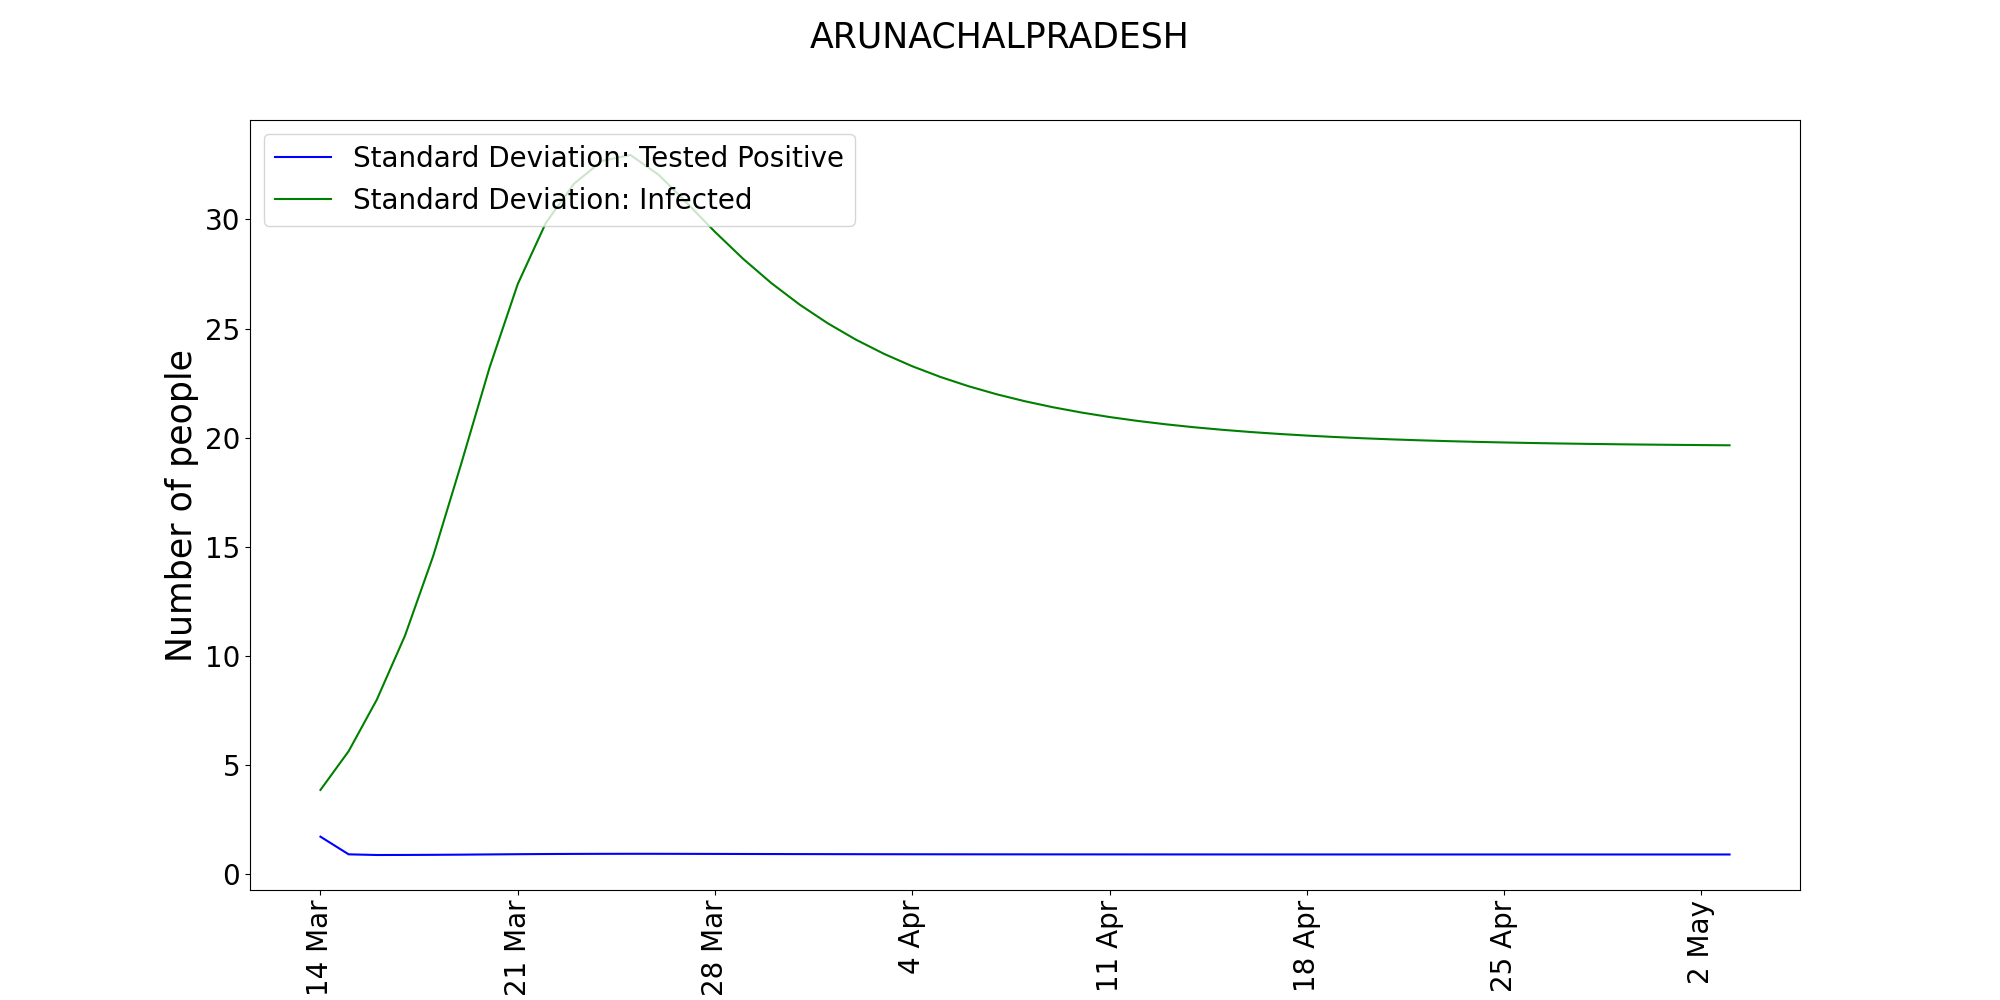 ARUNACHALPRADESH
Standard Deviation: Tested Positive
Standard Deviation: Infected
Number of people
30
25
20
15
10
5
0
14 Mar
21 Mar
28 Mar
4 Apr
11 Apr
18 Apr
25 Apr
2 May